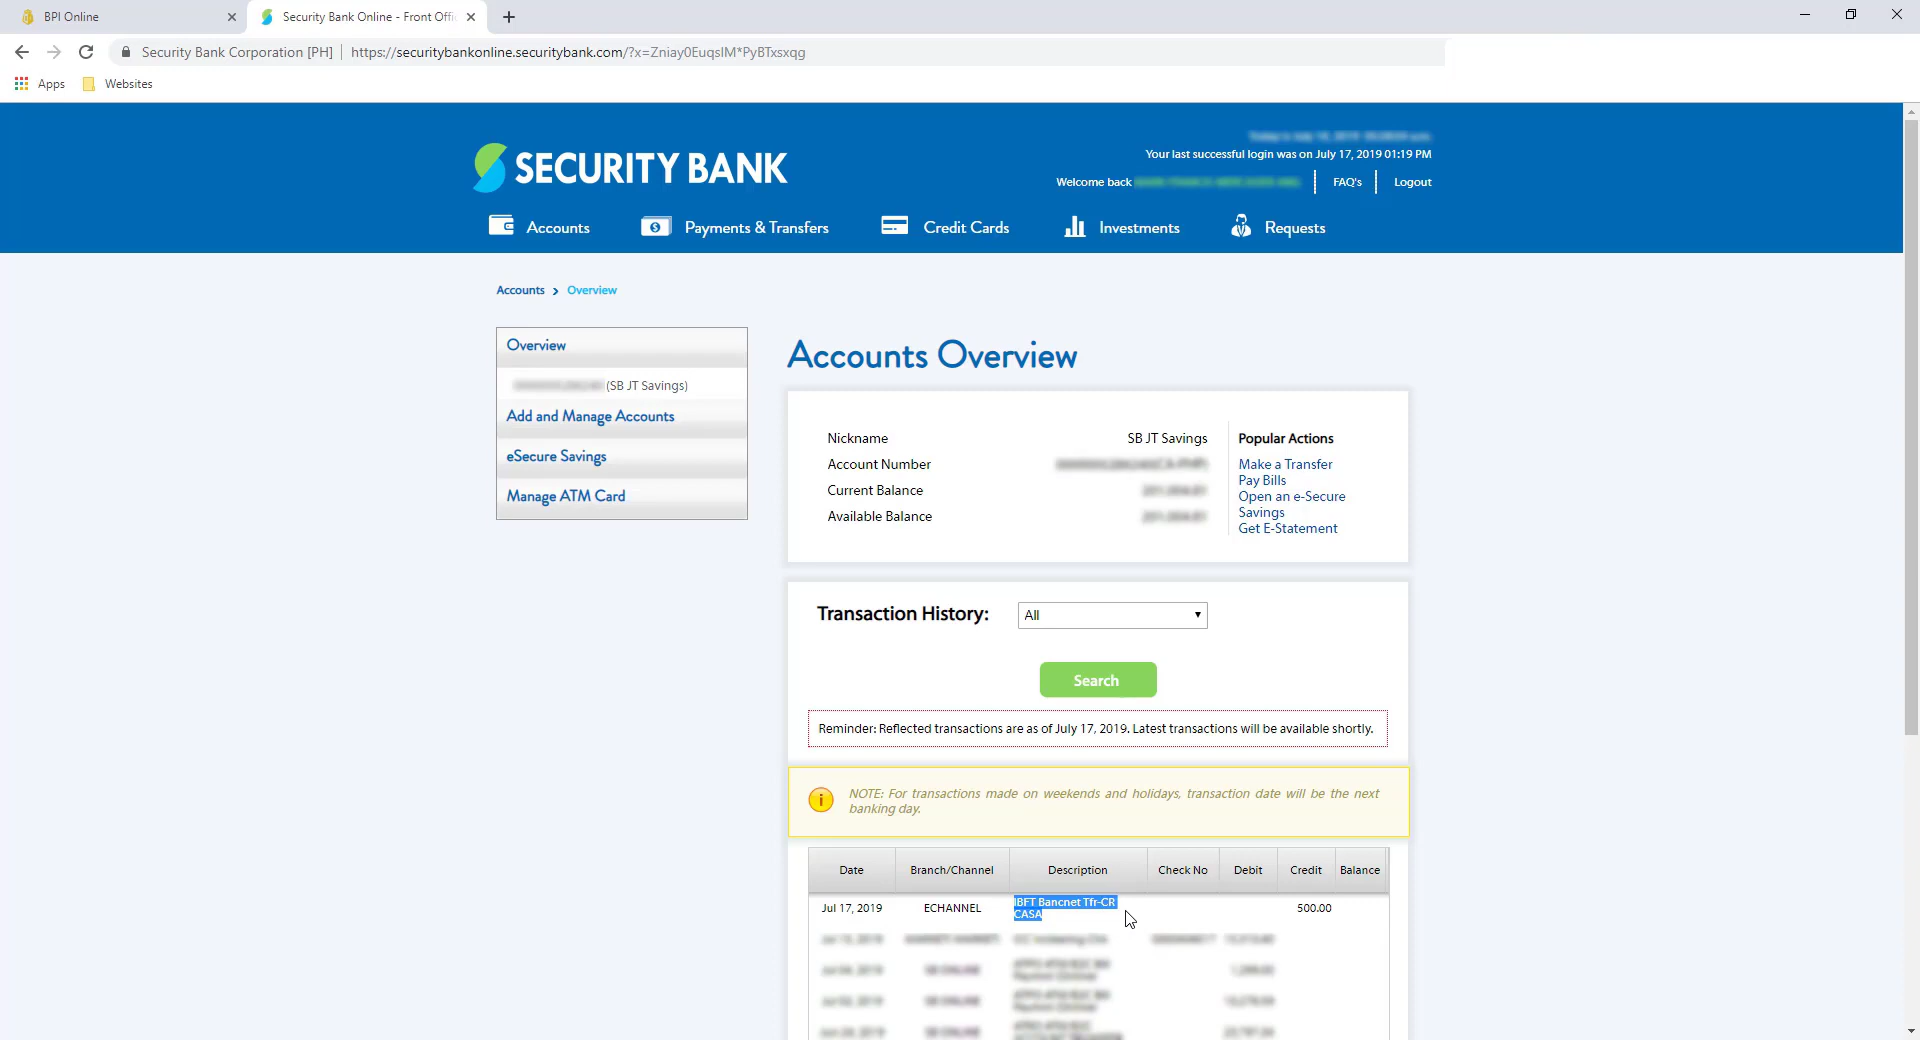 BPI Online
Security Bank Online - Front Offi
Security Bank Corporation [PH]
https://securitybankonline.securitybank.com/?x=Zniay0EuqsIM*PyBTxsxqg
Apps
Websites
SECURITY BANK
Your last successful login was on July 17, 2019 01:19 PM
Welcome back
FAQ's
Logout
Accounts
Payments & Transfers
Credit Cards
Investments
Requests
Accounts > Overview
Overview
(SB JT Savings)
Add and Manage Accounts
eSecure Savings
Manage ATM Card
Accounts Overview
Nickname SB JT Savings
Account Number
Current Balance
Available Balance
Popular Actions
Make a Transfer
Pay Bills
Open an e-Secure
Savings
Get E-Statement
Transaction History:
All
Search
Reminder: Reflected transactions are as of July 17, 2019. Latest transactions will be available shortly.
NOTE: For transactions made on weekends and holidays, transaction date will be the next
banking day.
Date Branch/Channel Description Check No Debit Credit Balance
Jul 17, 2019 ECHANNEL IBFT Bancnet Tfr-CR
CASA
500.00